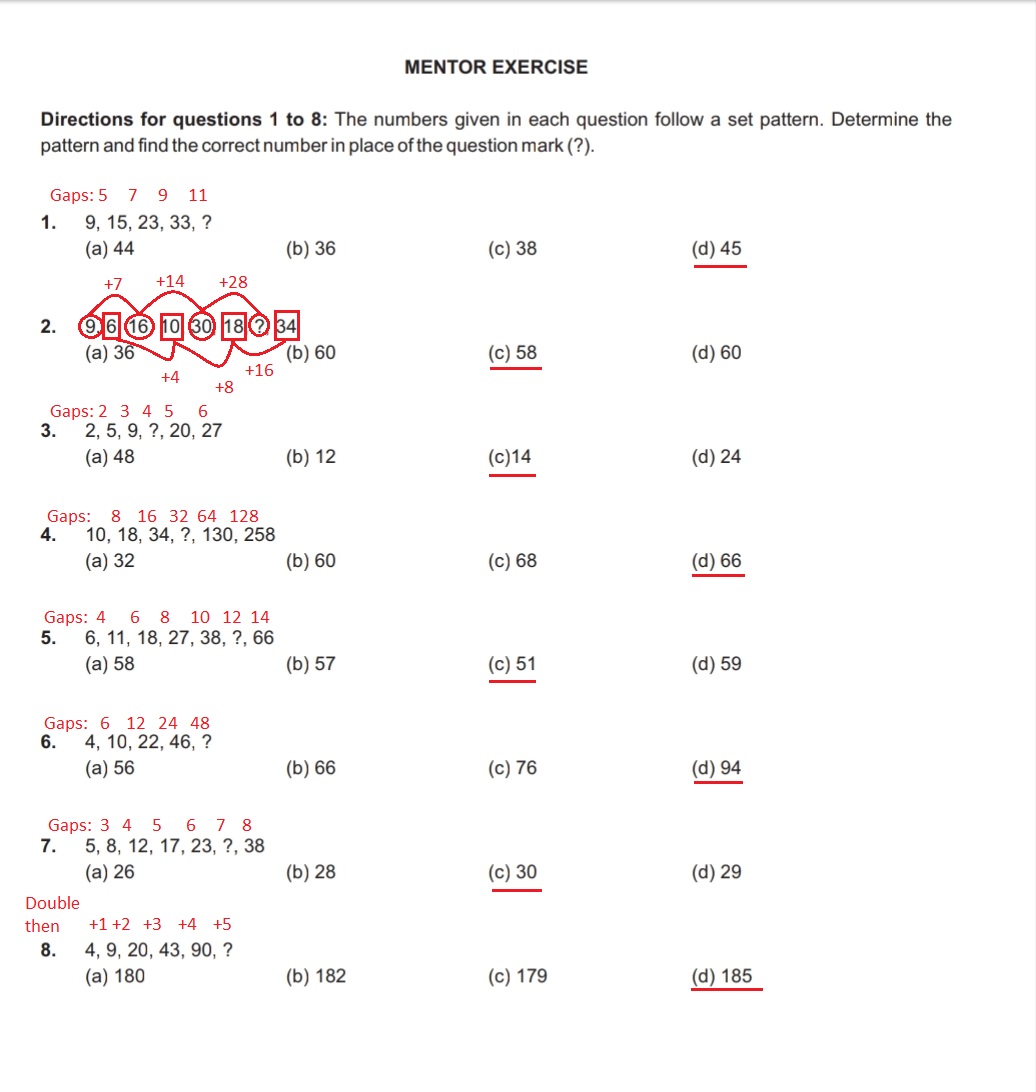 MENTOR EXERCISE
Directions for questions 1 to 8: The numbers given in each question follow a set pattern. Determine the
pattern and find the correct number in place of the question mark (?).
Gaps: 5 7 9 11
1. 9, 15, 23, 33, ?
(a) 44 (b) 36 (c) 38 (d) 45
+7 +14 +28
2. 9, 6 16 10 30 18 ? 34
(a) 36 (b) 60 (c) 58 (d) 60
+4 +8 +16
Gaps: 2 3 4 5 6
3. 2, 5, 9, ?, 20, 27
(a) 48 (b) 12 (c)14 (d) 24
Gaps: 8 16 32 64 128
4. 10, 18, 34, ?, 130, 258
(a) 32 (b) 60 (c) 68 (d) 66
Gaps: 4 6 8 10 12 14
5. 6, 11, 18, 27, 38, ?, 66
(a) 58 (b) 57 (c) 51 (d) 59
Gaps: 6 12 24 48
6. 4, 10, 22, 46, ?
(a) 56 (b) 66 (c) 76 (d) 94
Gaps: 3 4 5 6 7 8
7. 5, 8, 12, 17, 23, ?, 38
(a) 26 (b) 28 (c) 30 (d) 29
Double
then +1 +2 +3 +4 +5
8. 4, 9, 20, 43, 90, ?
(a) 180 (b) 182 (c) 179 (d) 185